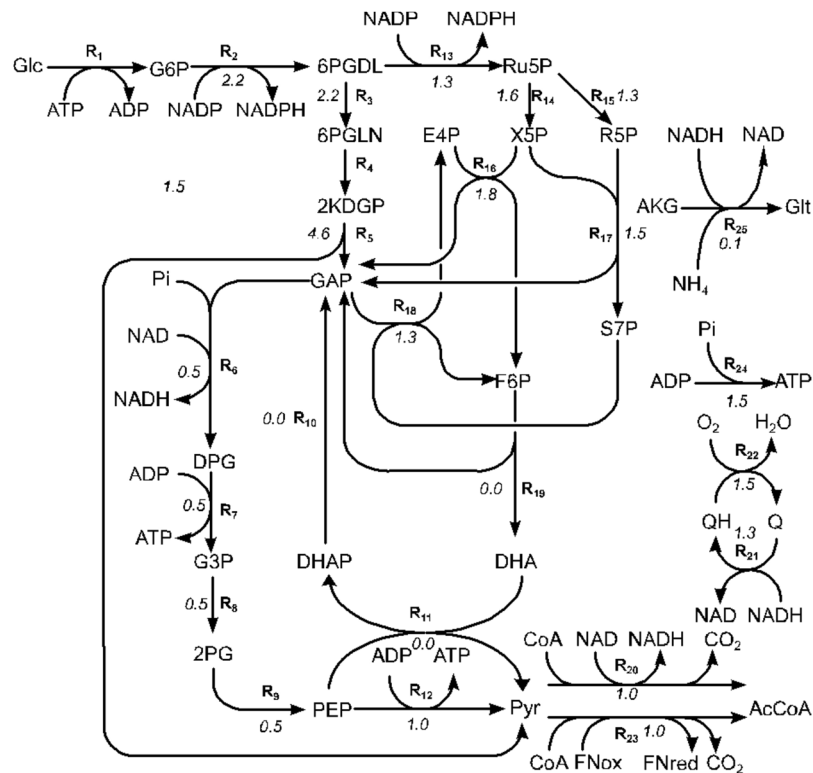 NADP NADPH
Glc R1 G6P R2 6PGDL R13 Ru5P
2.2 1.3
ATP ADP NADP NADPH 2.2 R3 1.6 R14 R15 1.3
6PGLN E4P X5P R5P NADH NAD
R4 R16
1.5 1.8
2KDGP AKG Glt
4.6 R5 R17 1.5 R25
0.1
Pi GAP NH4
R18
NAD 1.3 S7P Pi
0.5 R6 R24
NADH F6P ADP ATP
1.5
0.0 R10 O2 H2O
DPG R22
ADP 0.0 R19 1.5
0.5 R7 QH 1.3 Q
ATP R21
G3P DHAP DHA
0.5 R8 R11 NAD NADH
0.0 CoA NAD NADH CO2
2PG ADP ATP R20
R9 R12 1.0
PEP Pyr AcCoA
0.5 1.0 R23 1.0
CoA FNox FNred CO2